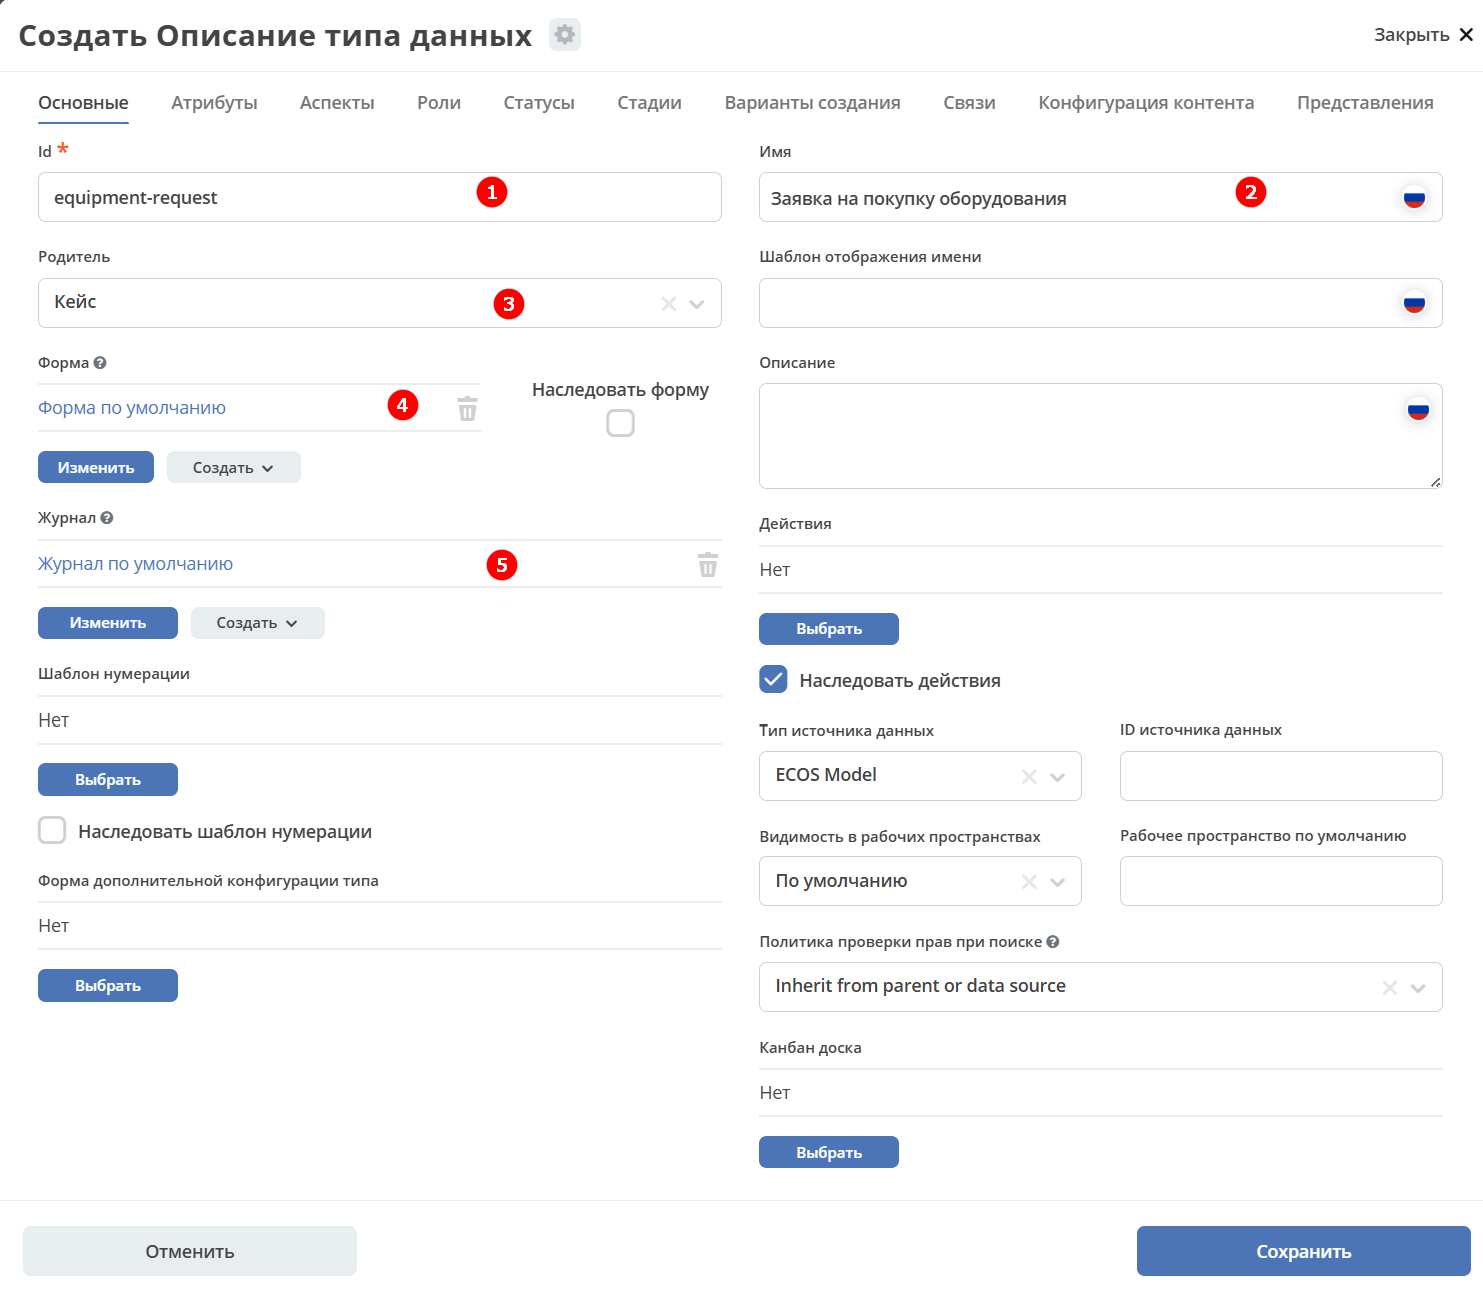 Создать Описание типа данных
Закрыть
Основные Атрибуты Аспекты Роли Статусы Стадии Варианты создания Связи Конфигурация контента Представления
Id *
equipment-request 1
Имя
Заявка на покупку оборудования 2
Родитель
Кейс 3
Шаблон отображения имени
Форма ?
Форма по умолчанию 4
Наследовать форму
Изменить Создать
Описание
Журнал ?
Журнал по умолчанию 5
Изменить Создать
Действия
Нет
Выбрать
Наследовать действия
Шаблон нумерации
Нет
Выбрать
Наследовать шаблон нумерации
Форма дополнительной конфигурации типа
Нет
Выбрать
Тип источника данных
ECOS Model
ID источника данных
Видимость в рабочих пространствах
По умолчанию
Рабочее пространство по умолчанию
Политика проверки прав при поиске ?
Inherit from parent or data source
Канбан доска
Нет
Выбрать
Отменить
Сохранить